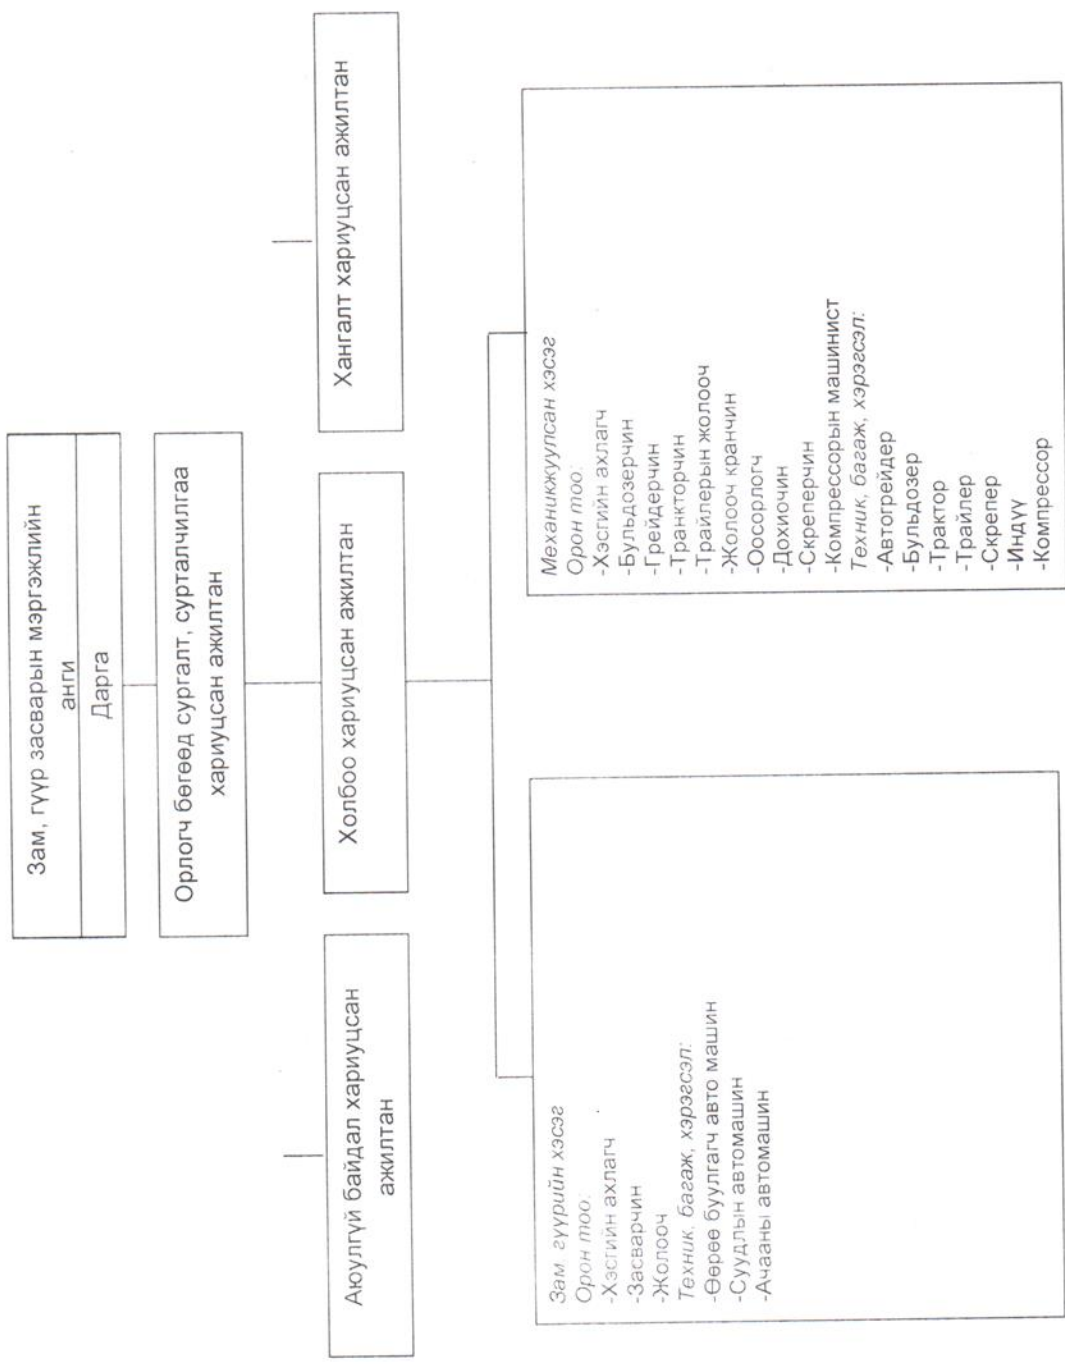 Зам, гүүр засварын мэргэжлийн
анги
Дарга
Орлогч бөгөөд сургалт, сурталчилгаа
хариуцсан ажилтан
Аюулгүй байдал хариуцсан
ажилтан
Холбоо хариуцсан ажилтан
Хангалт хариуцсан ажилтан
Зам, гүүрийн хэсэг
Орон тоо:
-Хэсгийн ахлагч
-Засварчин
-Жолооч
Техник, багаж, хэрэгсэл:
-Өөрөө буулгагч авто машин
-Суудлын автомашин
-Ачааны автомашин
Механикжуулсан хэсэг
Орон тоо:
-Хэсгийн ахлагч
-Бульдозерчин
-Грейдерчин
-Транкторчин
-Трайлерын жолооч
-Жолооч кранчин
-Оосорлогч
-Дохиочин
-Скреперчин
-Компрессорын машинист
Техник, багаж, хэрэгсэл:
-Автогрейдер
-Бульдозер
-Трактор
-Трайлер
-Скрепер
-Индүү
-Компрессор